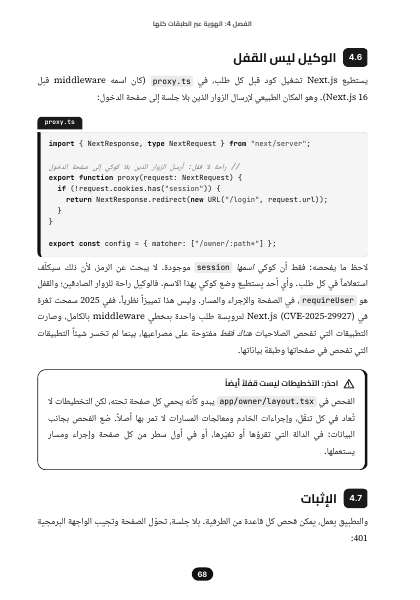 الفصل 4: الهوية عبر الطبقات كلها
4.6 الوكيل ليس القفل
يستطيع Next.js تشغيل كود قبل كل طلب، في proxy.ts (كان اسمه middleware قبل
Next.js 16). وهو المكان الطبيعي لإرسال الزوار الذين بلا جلسة إلى صفحة الدخول:
proxy.ts
import { NextResponse, type NextRequest } from "next/server";
// راحة لا قفل: أرسل الزوار الذين بلا كوكي إلى صفحة الدخول
export function proxy(request: NextRequest) {
if (!request.cookies.has("session")) {
return NextResponse.redirect(new URL("/login", request.url));
}
}
export const config = { matcher: ["/owner/:path*"] };
لاحظ ما يفحصه: فقط أن كوكي اسمها session موجودة. لا يبحث عن الرمز، لأن ذلك سيكلّف
استعلاماً في كل طلب. وأي أحد يستطيع وضع كوكي بهذا الاسم. فالوكيل راحة للزوار الصادقين؛ والقفل
هو requireUser، في الصفحة والإجراء والمسار. وليس هذا تمييزاً نظرياً. ففي 2025 سمحت ثغرة
في Next.js (CVE-2025-29927) لترويسة طلب واحدة بتخطي middleware بالكامل، وصارت
التطبيقات التي تفحص الصلاحيات هناك فقط مفتوحة على مصراعيها، بينما لم تخسر شيئاً التطبيقات
التي تفحص في صفحاتها وطبقة بياناتها.
احذر: التخطيطات ليست قفلاً أيضاً
الفحص في app/owner/layout.tsx يبدو كأنه يحمي كل صفحة تحته، لكن التخطيطات لا
تُعاد في كل تنقّل، وإجراءات الخادم ومعالجات المسارات لا تمر بها أصلاً. ضع الفحص بجانب
البيانات: في الدالة التي تقرؤها أو تغيّرها، أو في أول سطر من كل صفحة وإجراء ومسار
يستعملها.
4.7 الإثبات
والتطبيق يعمل، يمكن فحص كل قاعدة من الطرفية. بلا جلسة، تحوّل الصفحة وتجيب الواجهة البرمجية
401:
68